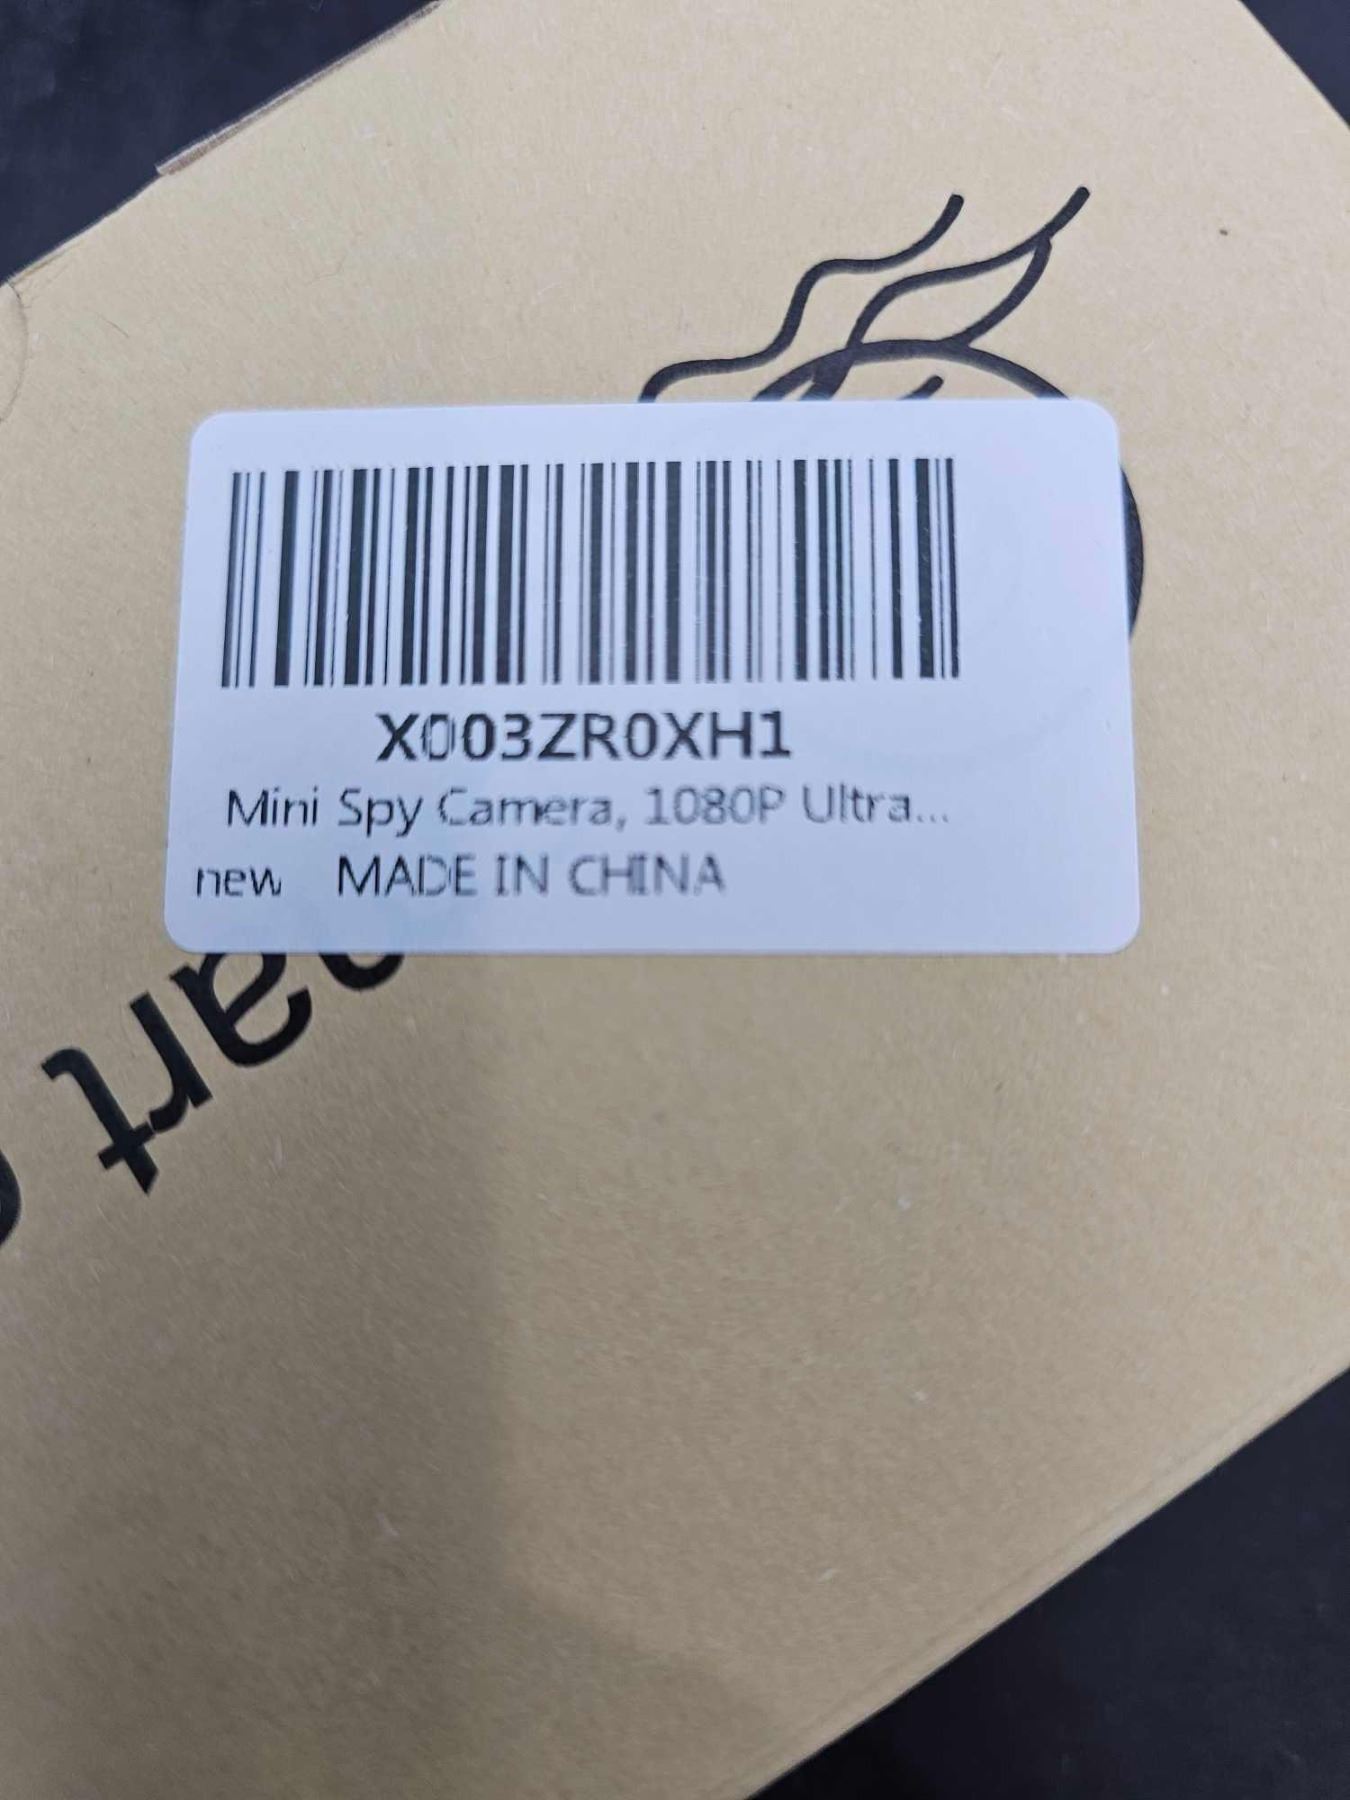 X003ZR0XH1
Mini Spy Camera, 1080P Ultra...
new MADE IN CHINA